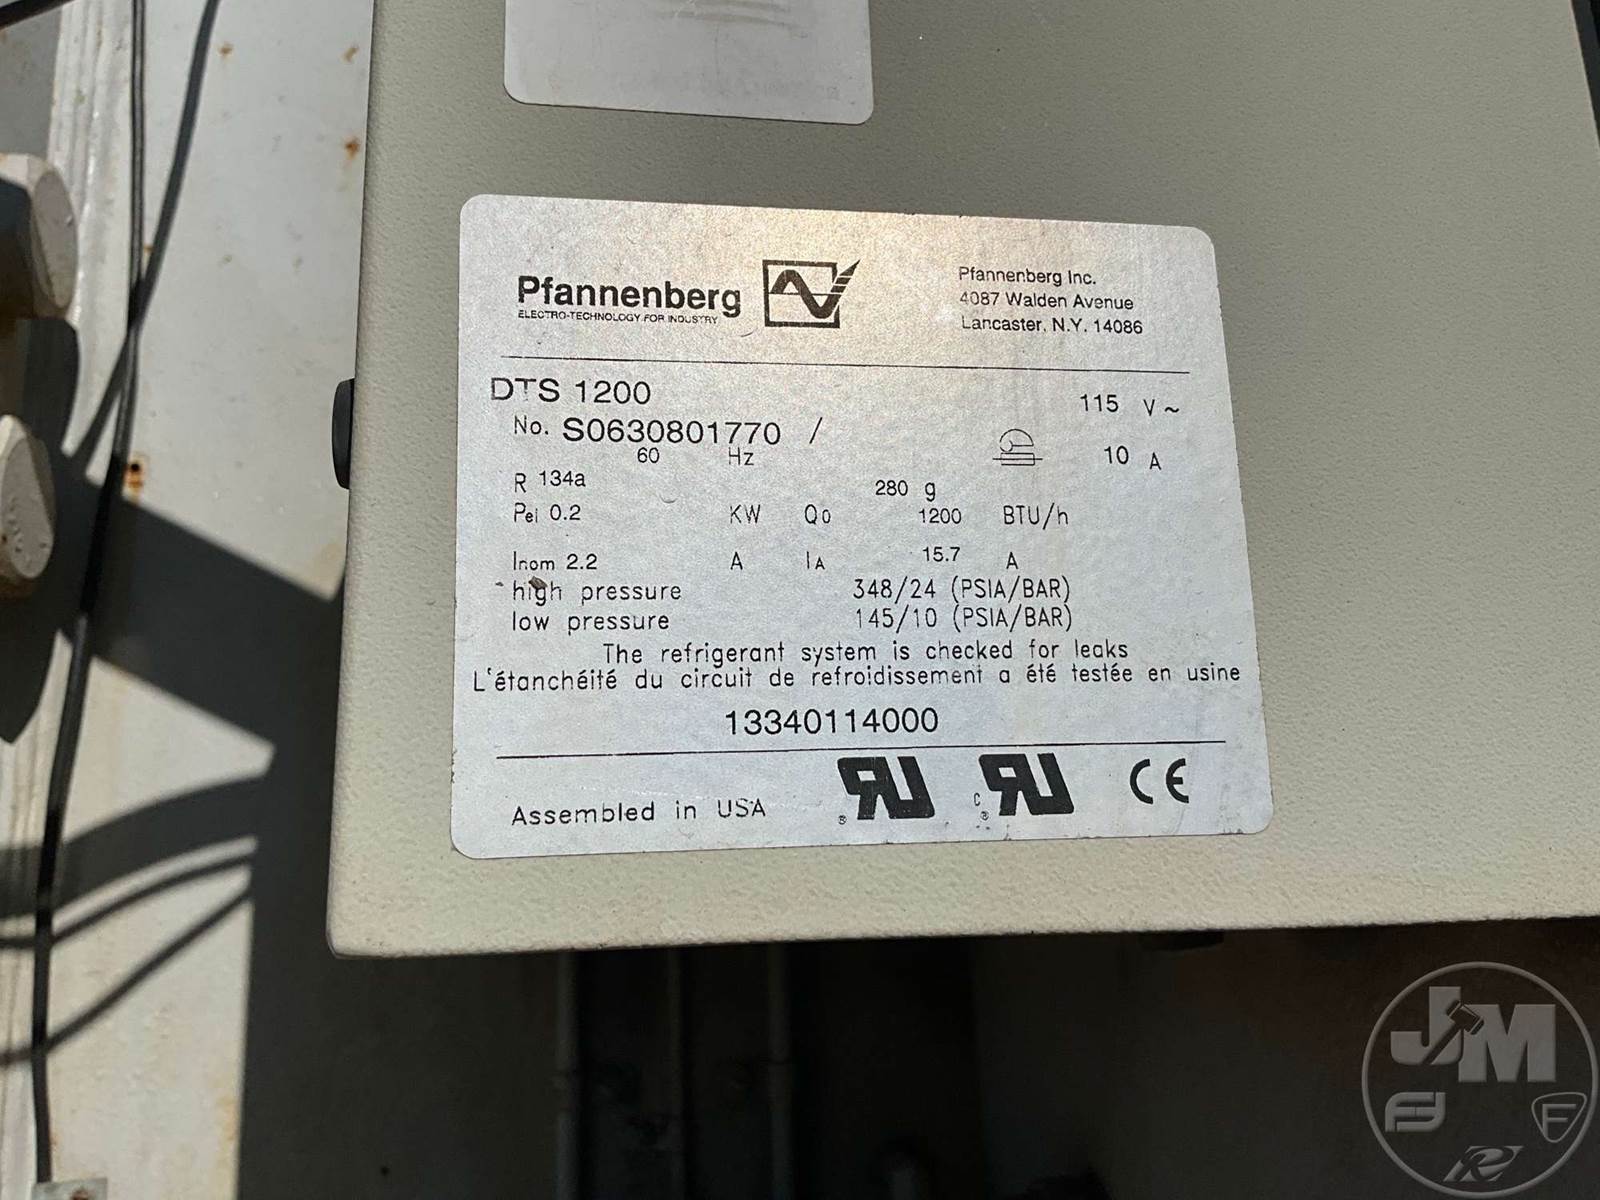 Pfannenberg
ELECTRO-TECHNOLOGY FOR INDUSTRY
Pfannenberg Inc.
4087 Walden Avenue
Lancaster, N.Y. 14086
DTS 1200
115 V ~
No. S0630801770 /
60 Hz
10 A
R 134a 280 g
Pel 0.2 KW Q0 1200 BTU/h
Inom 2.2 A IA 15.7 A
high pressure 348/24 (PSIA/BAR)
low pressure 145/10 (PSIA/BAR)
The refrigerant system is checked for leaks
L'étanchéité du circuit de refroidissement a été testée en usine
13340114000
Assembled in USA
RU ® c RU ® CE
JM